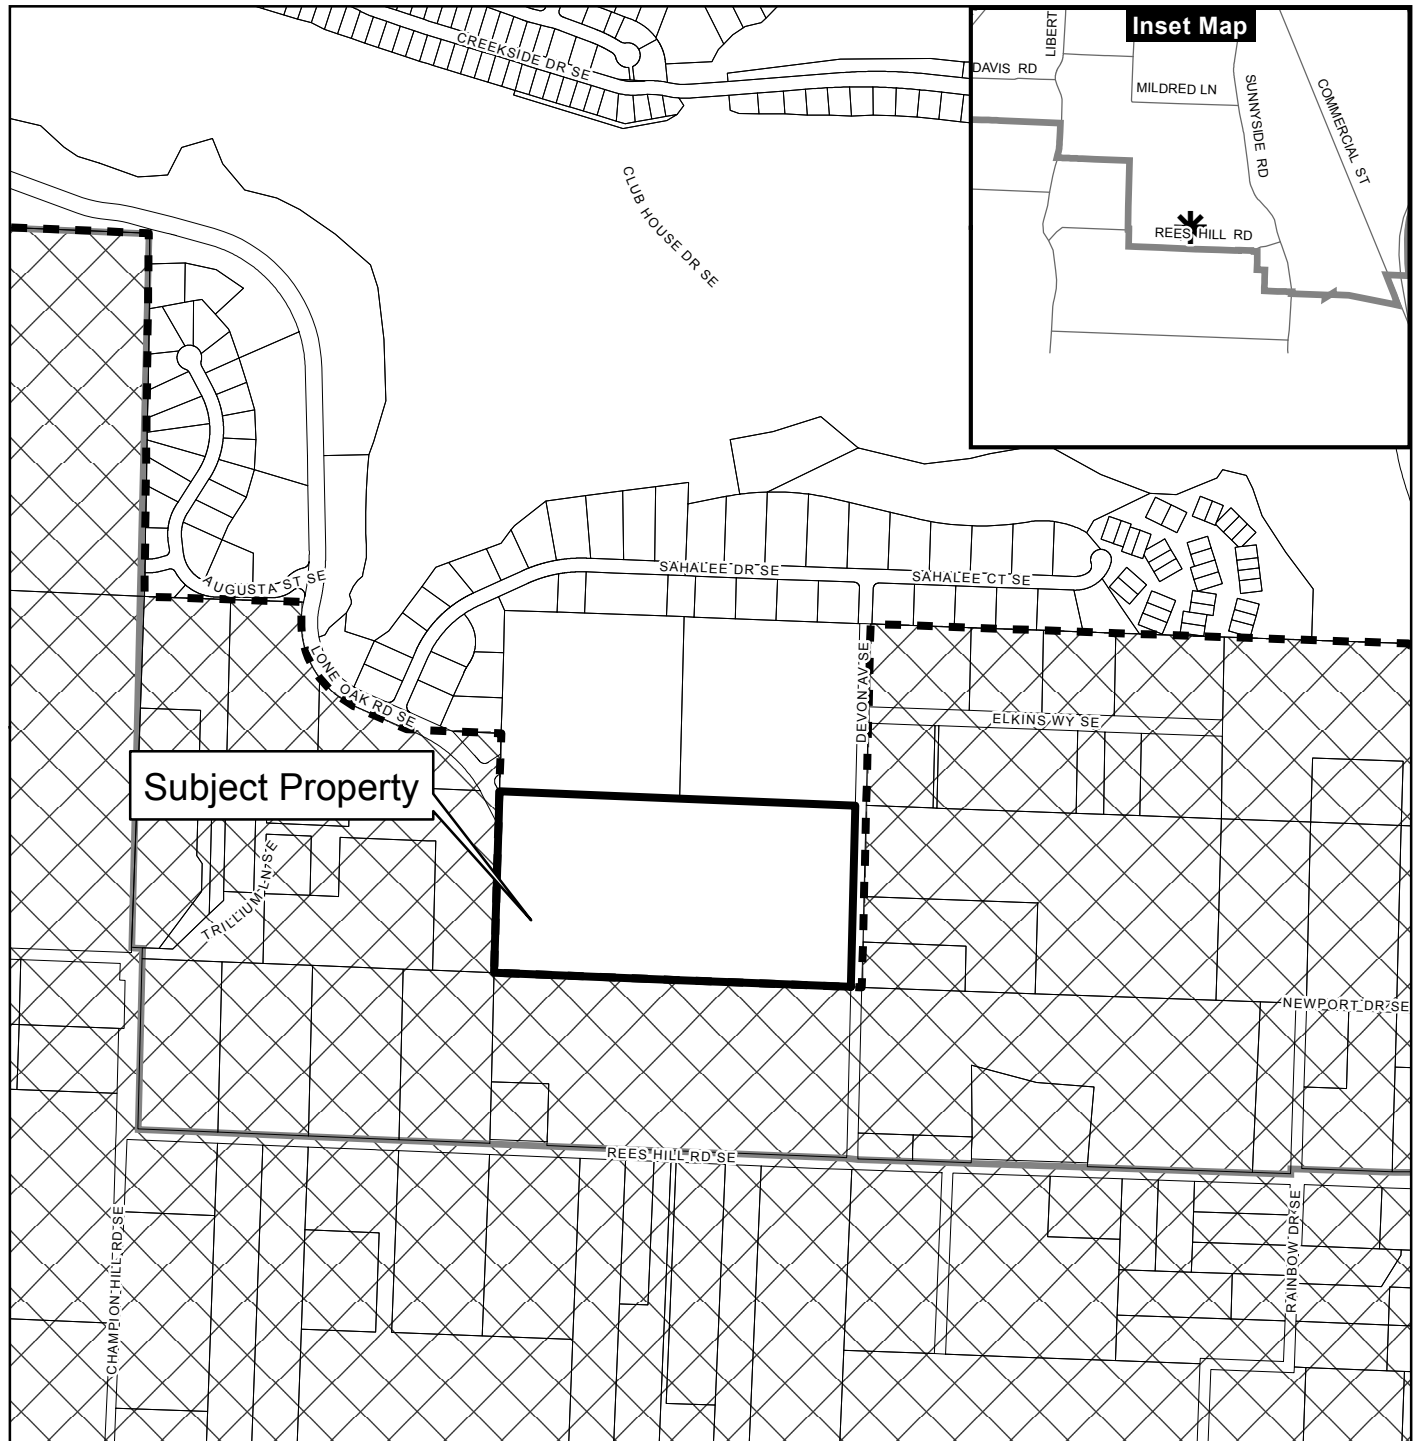 Inset Map
LIBERT
DAVIS RD
MILDRED LN
SUNNYSIDE RD
COMMERCIAL ST
REES HILL RD
CREEKSIDE DR SE
CLUB HOUSE DR SE
SAHALEE DR SE
SAHALEE CT SE
AUGUSTA ST SE
LONE OAK RD SE
DEVON AV SE
ELKINS WY SE
Subject Property
TRILLIUM LN SE
NEWPORT DR SE
REES HILL RD SE
CHAMPION HILL RD SE
RAINBOW DR SE